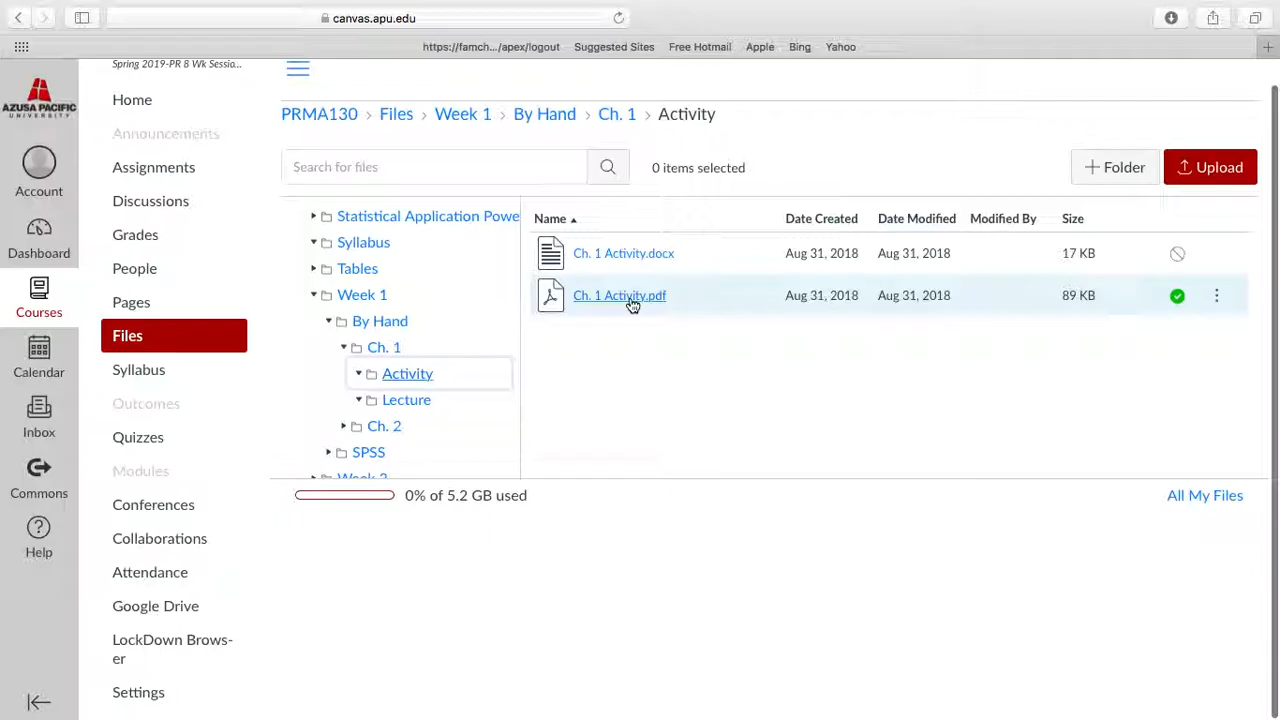 canvas.apu.edu
https://famch.../apex/logout Suggested Sites Free Hotmail Apple Bing Yahoo
AZUSA PACIFIC
UNIVERSITY
Account
Dashboard
Courses
Calendar
Inbox
Commons
Help
Spring 2019-PR 8 Wk Sessio...
Home
Announcements
Assignments
Discussions
Grades
People
Pages
Files
Syllabus
Outcomes
Quizzes
Modules
Conferences
Collaborations
Attendance
Google Drive
LockDown Brows-
er
Settings
PRMA130 > Files > Week 1 > By Hand > Ch. 1 > Activity
Search for files 0 items selected + Folder Upload
Statistical Application Powe
Syllabus
Tables
Week 1
By Hand
Ch. 1
Activity
Lecture
Ch. 2
SPSS
Week 2
Name Date Created Date Modified Modified By Size
Ch. 1 Activity.docx Aug 31, 2018 Aug 31, 2018 17 KB
Ch. 1 Activity.pdf Aug 31, 2018 Aug 31, 2018 89 KB
0% of 5.2 GB used All My Files